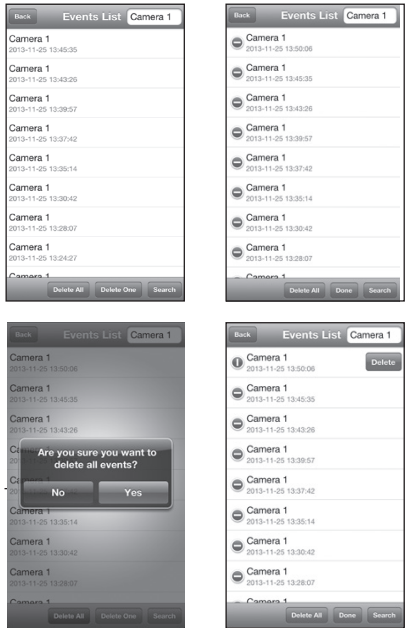 Back Events List Camera 1
Camera 1
2013-11-25 13:45:35
Camera 1
2013-11-25 13:43:26
Camera 1
2013-11-25 13:39:57
Camera 1
2013-11-25 13:37:42
Camera 1
2013-11-25 13:35:14
Camera 1
2013-11-25 13:30:42
Camera 1
2013-11-25 13:28:07
Camera 1
2013-11-25 13:24:27
Camera 1
Delete All Delete One Search
Back Events List Camera 1
Camera 1
2013-11-25 13:50:06
Camera 1
2013-11-25 13:45:35
Camera 1
2013-11-25 13:43:26
Camera 1
2013-11-25 13:39:57
Camera 1
2013-11-25 13:37:42
Camera 1
2013-11-25 13:35:14
Camera 1
2013-11-25 13:30:42
Camera 1
2013-11-25 13:28:07
Camera 1
Delete All Done Search
Back Events List Camera 1
Camera 1
2013-11-25 13:50:06
Camera 1
2013-11-25 13:45:35
Camera 1
2013-11-25 13:43:26
Are you sure you want to
delete all events?
No Yes
Camera 1
2013-11-25 13:35:14
Camera 1
2013-11-25 13:30:42
Camera 1
2013-11-25 13:28:07
Camera 1
Delete All Delete One Search
Back Events List Camera 1
Camera 1
2013-11-25 13:50:06
Delete
Camera 1
2013-11-25 13:45:35
Camera 1
2013-11-25 13:43:26
Camera 1
2013-11-25 13:39:57
Camera 1
2013-11-25 13:37:42
Camera 1
2013-11-25 13:35:14
Camera 1
2013-11-25 13:30:42
Camera 1
2013-11-25 13:28:07
Camera 1
Delete All Done Search